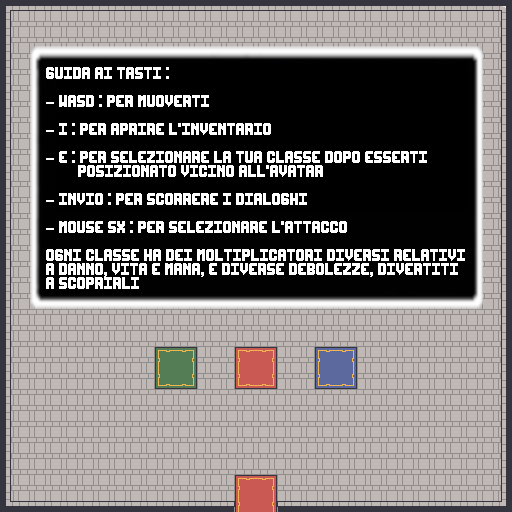 GUIDA AI TASTI :
- WASD : PER MUOVERTI
- I : PER APRIRE L'INVENTARIO
- E : PER SELEZIONARE LA TUA CLASSE DOPO ESSERTI
POSIZIONATO VICINO ALL'AVATAR
- INVIO : PER SCORRERE I DIALOGHI
- MOUSE SX : PER SELEZIONARE L'ATTACCO
OGNI CLASSE HA DEI MOLTIPLICATORI DIVERSI RELATIVI
A DANNO, VITA E MANA, E DIVERSE DEBOLEZZE, DIVERTITI
A SCOPRIRLI